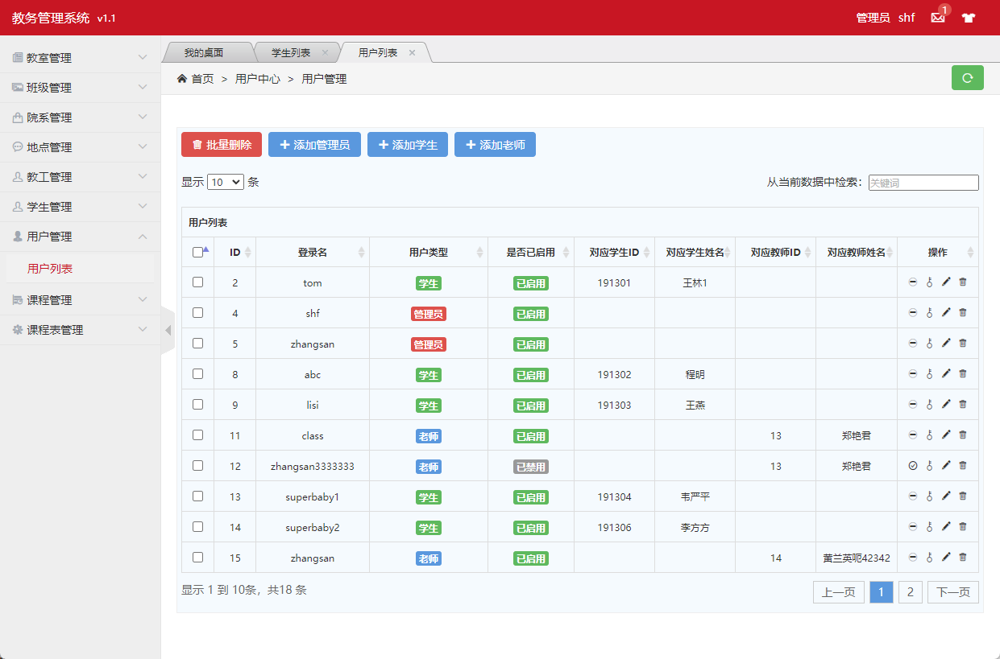 教务管理系统 v1.1
管理员 shf 1
教室管理
班级管理
院系管理
地点管理
教工管理
学生管理
用户管理
用户列表
课程管理
课程表管理
我的桌面 学生列表 × 用户列表 ×
首页 > 用户中心 > 用户管理
批量删除 添加管理员 添加学生 添加老师
显示 10 条 从当前数据中检索: 关键词
用户列表
ID 登录名 用户类型 是否已启用 对应学生ID 对应学生姓名 对应教师ID 对应教师姓名 操作
2 tom 学生 已启用 191301 王林1
4 shf 管理员 已启用
5 zhangsan 管理员 已启用
8 abc 学生 已启用 191302 程明
9 lisi 学生 已启用 191303 王燕
11 class 老师 已启用 13 郑艳君
12 zhangsan3333333 老师 已禁用 13 郑艳君
13 superbaby1 学生 已启用 191304 韦严平
14 superbaby2 学生 已启用 191306 李方方
15 zhangsan 老师 已启用 14 黄兰英呃42342
显示 1 到 10条，共18 条
上一页 1 2 下一页